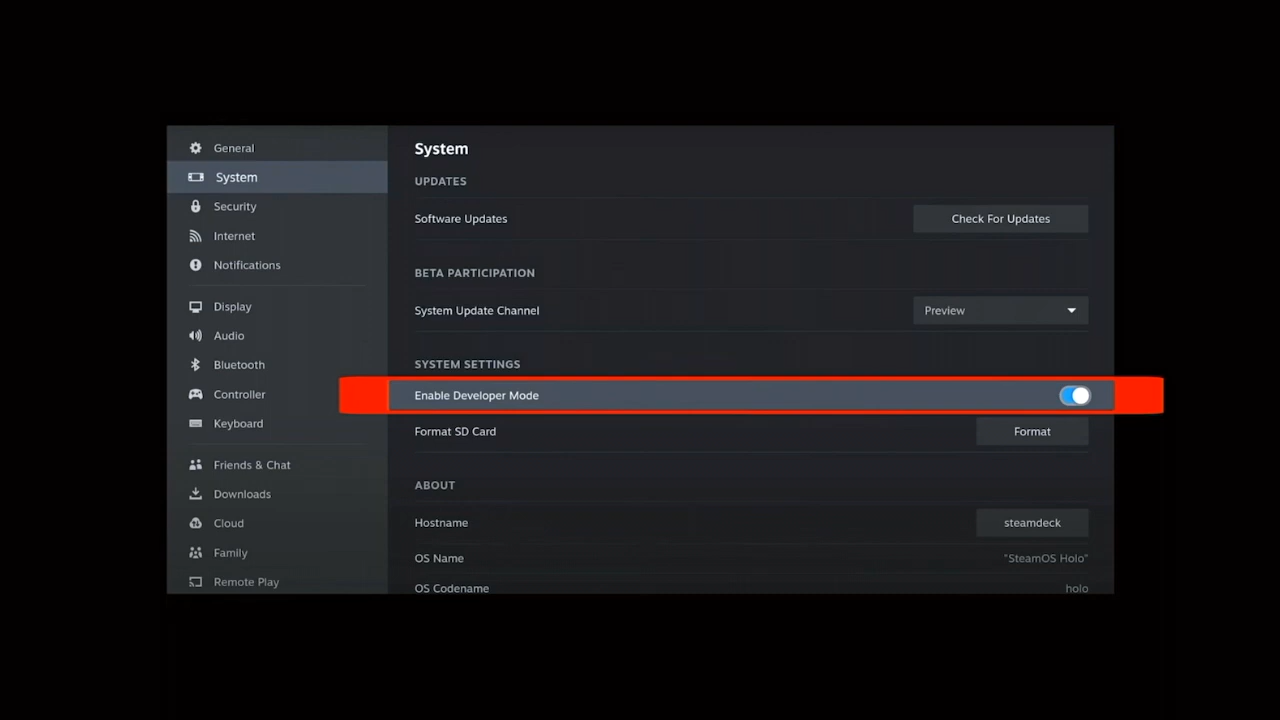 General
System
Security
Internet
Notifications
Display
Audio
Bluetooth
Controller
Keyboard
Friends & Chat
Downloads
Cloud
Family
Remote Play
System
UPDATES
Software Updates
Check For Updates
BETA PARTICIPATION
System Update Channel
Preview
SYSTEM SETTINGS
Enable Developer Mode
Format SD Card
Format
ABOUT
Hostname
steamdeck
OS Name
"SteamOS Holo"
OS Codename
holo